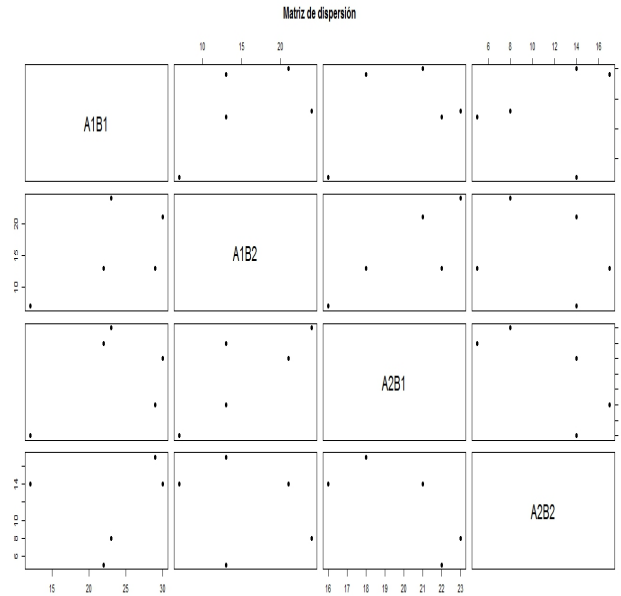 Matriz de dispersión
10 20
6 8 10 12 14 16
A1B1
A1B2
10 15 20
A2B1
A2B2
6 8 10 14
15 20 25 30
16 17 18 19 20 21 22 23